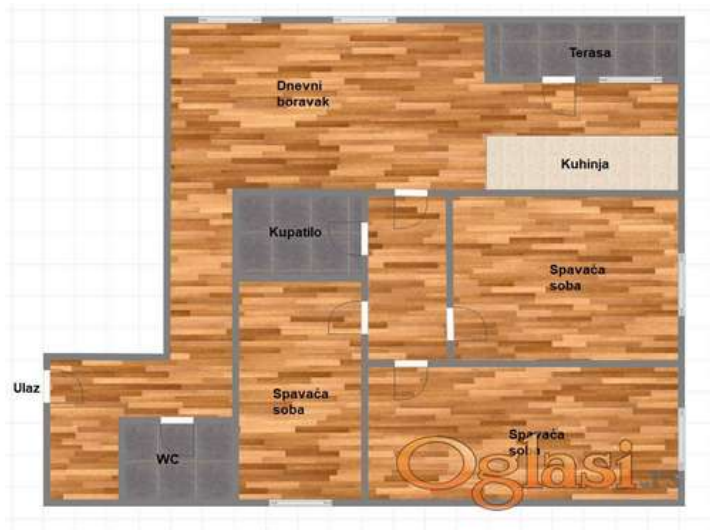 Terasa
Dnevni
boravak
Kuhinja
Kupatilo
Spavaća
soba
Ulaz
Spavaća
soba
Spavaća
soba
WC
Oglasi.rs